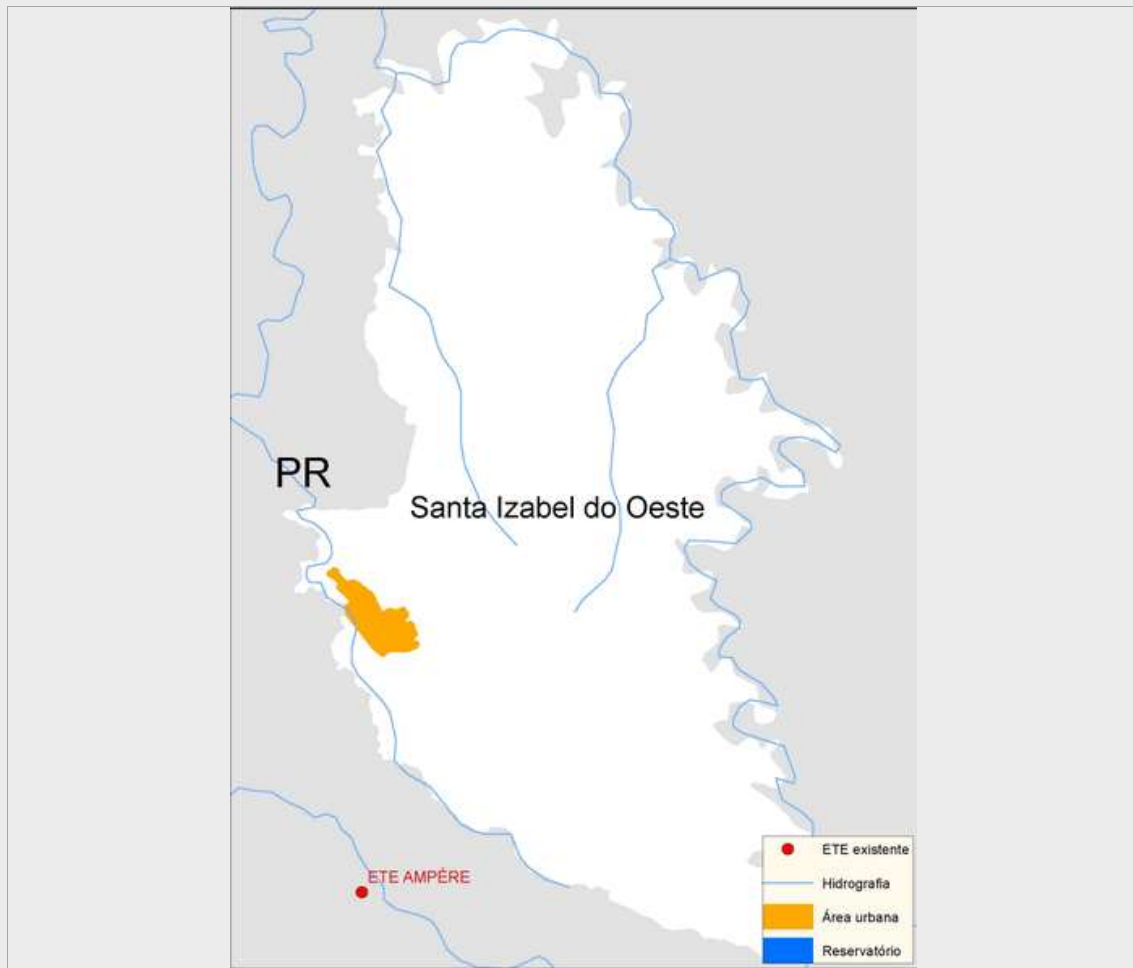 PR
Santa Izabel do Oeste
ETE AMPÉRE
ETE existente
Hidrografia
Área urbana
Reservatório